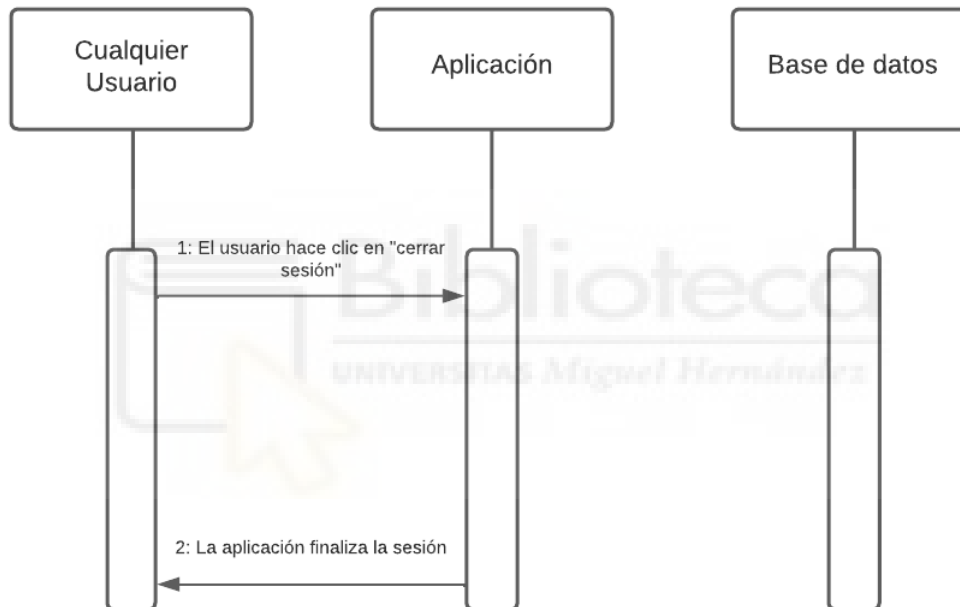 Cualquier
Usuario
Aplicación
Base de datos
1: El usuario hace clic en "cerrar
sesión"
Biblioteca
UNIVERSITAS Miguel Hernández
2: La aplicación finaliza la sesión